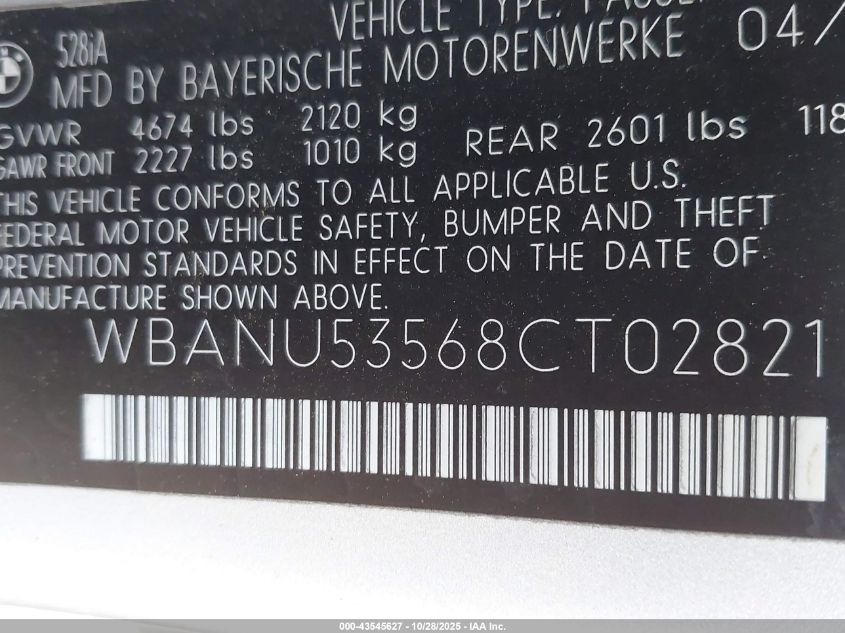 VEHICLE TYPE:
528iA
MFD BY BAYERISCHE MOTORENWERKE 04/
GVWR 4674 lbs 2120 kg
GAWR FRONT 2227 lbs 1010 kg REAR 2601 lbs 118
THIS VEHICLE CONFORMS TO ALL APPLICABLE U.S.
FEDERAL MOTOR VEHICLE SAFETY, BUMPER AND THEFT
PREVENTION STANDARDS IN EFFECT ON THE DATE OF
MANUFACTURE SHOWN ABOVE.
WBANU53568CT02821
000-43545627 - 10/28/2025 - IAA Inc.